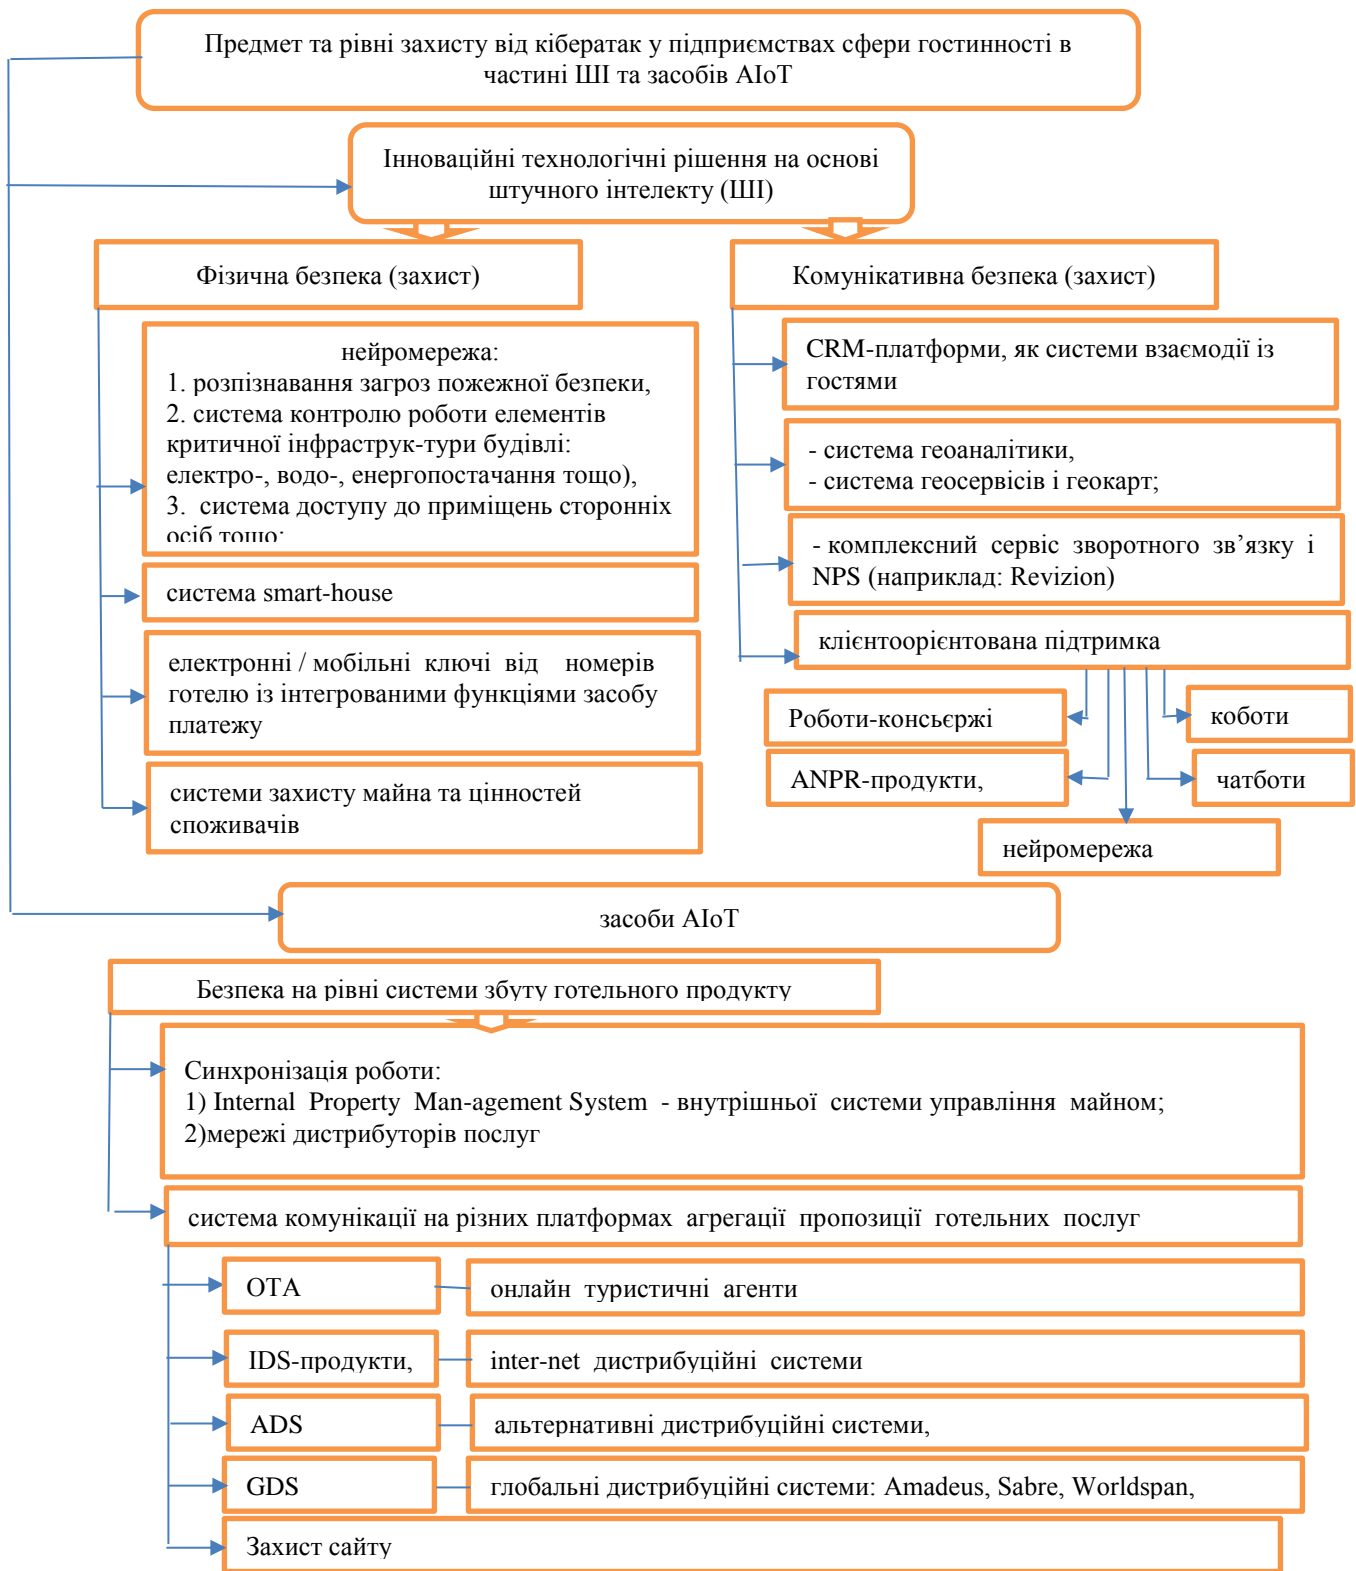 Предмет та рівні захисту від кібератак у підприємствах сфери гостинності в
частині ШІ та засобів AIoT
Інноваційні технологічні рішення на основі
штучного інтелекту (ШІ)
Фізична безпека (захист)
нейромережа:
1. розпізнавання загроз пожежної безпеки,
2. система контролю роботи елементів
критичної інфраструк-тури будівлі:
електро-, водо-, енергопостачання тощо),
3. система доступу до приміщень сторонніх
осіб тощо;
система smart-house
електронні / мобільні ключі від номерів
готелю із інтегрованими функціями засобу
платежу
системи захисту майна та цінностей
споживачів
Комунікативна безпека (захист)
CRM-платформи, як системи взаємодії із
гостями
- система геоаналітики,
- система геосервісів і геокарт;
- комплексний сервіс зворотного зв’язку і
NPS (наприклад: Revizion)
клієнтоорієнтована підтримка
Роботи-консьєржі
коботи
ANPR-продукти,
чатботи
нейромережа
засоби AIoT
Безпека на рівні системи збуту готельного продукту
Синхронізація роботи:
1) Internal Property Man-agement System - внутрішньої системи управління майном;
2)мережі дистрибуторів послуг
система комунікації на різних платформах агрегації пропозиції готельних послуг
OTA
онлайн туристичні агенти
IDS-продукти,
inter-net дистрибуційні системи
ADS
альтернативні дистрибуційні системи,
GDS
глобальні дистрибуційні системи: Amadeus, Sabre, Worldspan,
Захист сайту